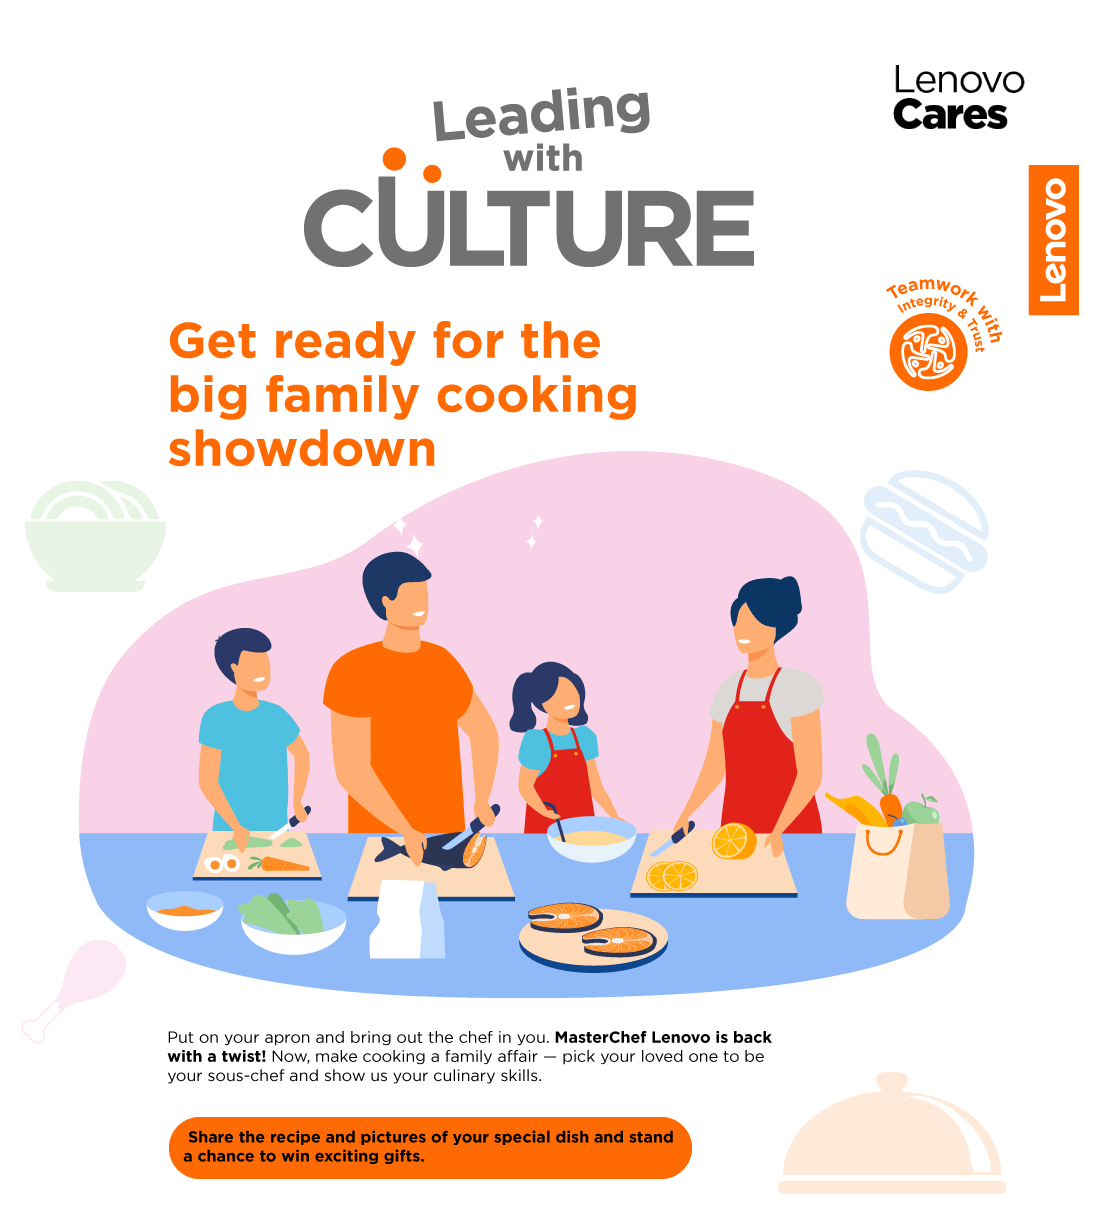 Leading
with
CULTURE
Lenovo
Cares
Lenovo
Teamwork with
Integrity & Trust
Get ready for the
big family cooking
showdown
Put on your apron and bring out the chef in you. MasterChef Lenovo is back
with a twist! Now, make cooking a family affair — pick your loved one to be
your sous-chef and show us your culinary skills.
Share the recipe and pictures of your special dish and stand
a chance to win exciting gifts.